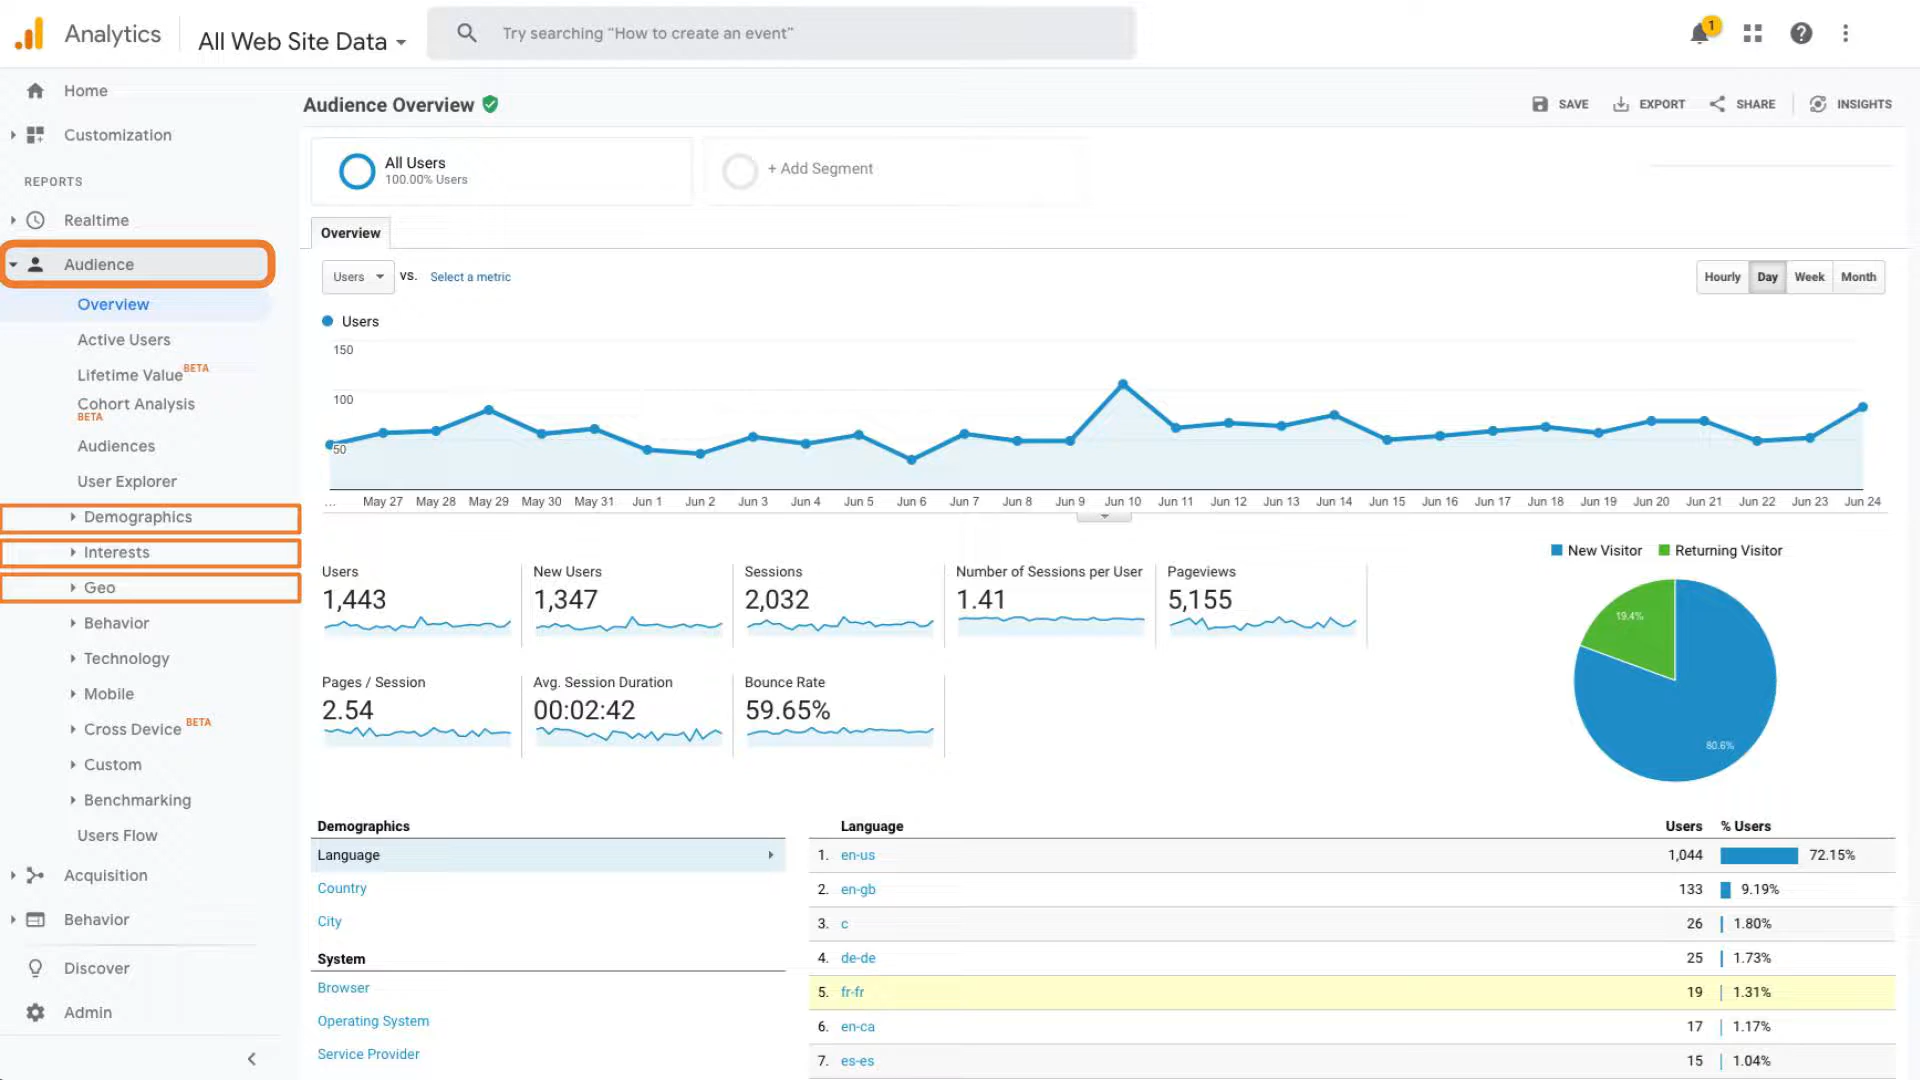 Analytics
All Web Site Data
Try searching “How to create an event”
1
Home
Customization
REPORTS
Realtime
Audience
Overview
Active Users
Lifetime Value BETA
Cohort Analysis
BETA
Audiences
User Explorer
Demographics
Interests
Geo
Behavior
Technology
Mobile
Cross Device BETA
Custom
Benchmarking
Users Flow
Acquisition
Behavior
Discover
Admin
Audience Overview
SAVE EXPORT SHARE INSIGHTS
All Users
100.00% Users
+ Add Segment
Overview
Users vs. Select a metric
Hourly Day Week Month
Users
150
100
50
... May 27 May 28 May 29 May 30 May 31 Jun 1 Jun 2 Jun 3 Jun 4 Jun 5 Jun 6 Jun 7 Jun 8 Jun 9 Jun 10 Jun 11 Jun 12 Jun 13 Jun 14 Jun 15 Jun 16 Jun 17 Jun 18 Jun 19 Jun 20 Jun 21 Jun 22 Jun 23 Jun 24
Users
1,443
New Users
1,347
Sessions
2,032
Number of Sessions per User
1.41
Pageviews
5,155
Pages / Session
2.54
Avg. Session Duration
00:02:42
Bounce Rate
59.65%
New Visitor Returning Visitor
19.4%
80.6%
Demographics
Language
Country
City
System
Browser
Operating System
Service Provider
Language Users % Users
1. en-us 1,044 72.15%
2. en-gb 133 9.19%
3. c 26 1.80%
4. de-de 25 1.73%
5. fr-fr 19 1.31%
6. en-ca 17 1.17%
7. es-es 15 1.04%